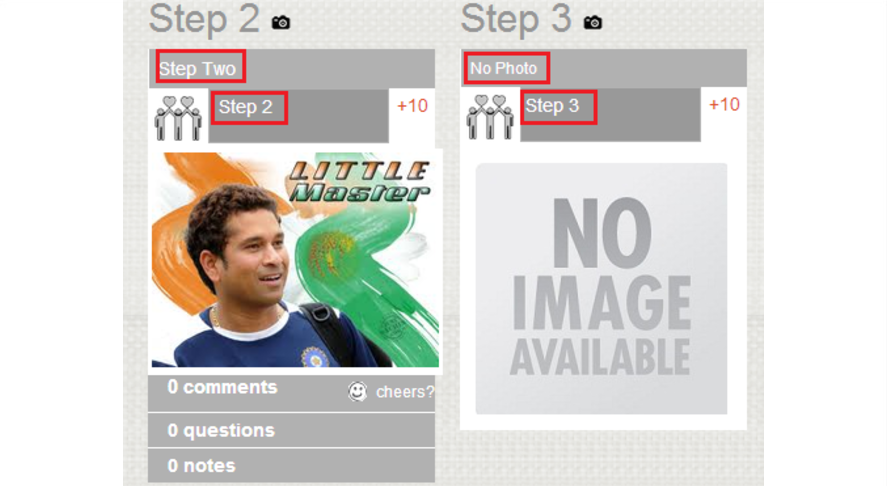 Step 2
Step Two
Step 2
+10
LITTLE
Master
0 comments
cheers?
0 questions
0 notes
Step 3
No Photo
Step 3
+10
NO
IMAGE
AVAILABLE